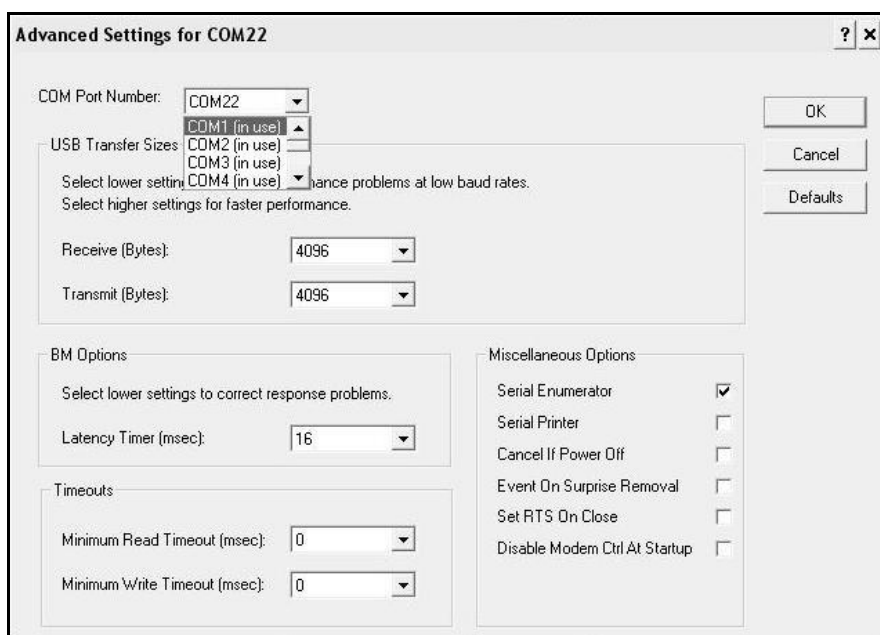 Advanced Settings for COM22
? ×
COM Port Number:
COM22
COM1 (in use)
COM2 (in use)
COM3 (in use)
COM4 (in use)
OK
Cancel
Defaults
USB Transfer Sizes
Select lower setting mance problems at low baud rates.
Select higher settings for faster performance.
Receive (Bytes):
4096
Transmit (Bytes):
4096
BM Options
Select lower settings to correct response problems.
Latency Timer (msec):
16
Timeouts
Minimum Read Timeout (msec):
0
Minimum Write Timeout (msec):
0
Miscellaneous Options
Serial Enumerator
Serial Printer
Cancel If Power Off
Event On Surprise Removal
Set RTS On Close
Disable Modem Ctrl At Startup